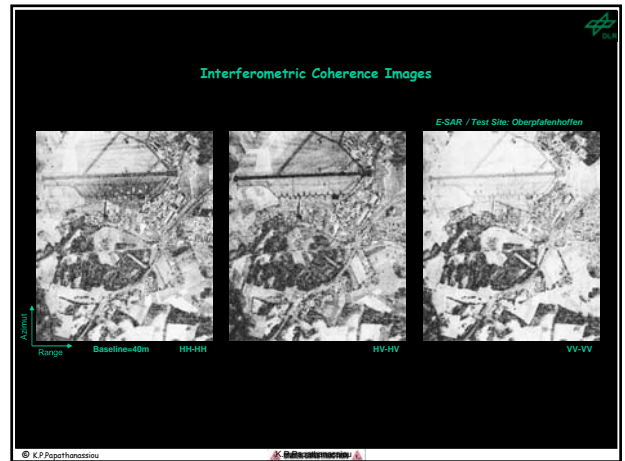 DLR
Interferometric Coherence Images
E-SAR / Test Site: Oberpfafenhoffen
Azimut
Range
Baseline=40m
HH-HH
HV-HV
VV-VV
© K.P.Papathanassiou